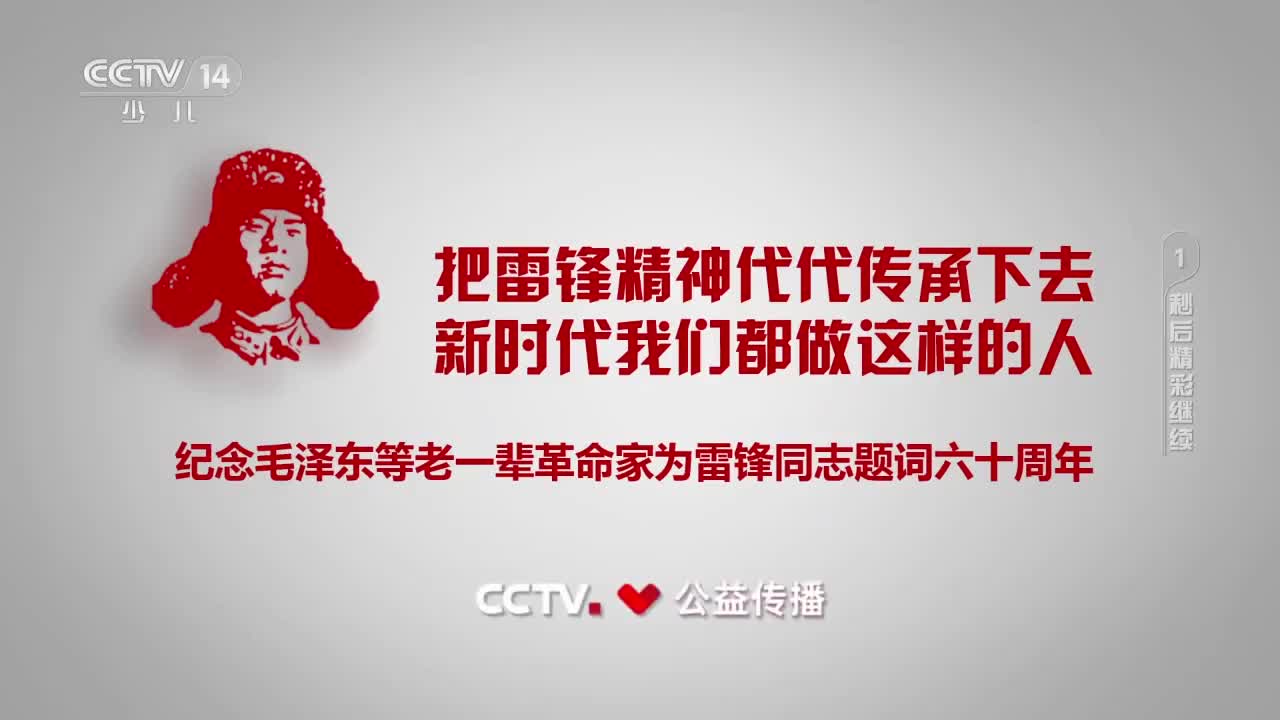 CCTV 14
少儿
把雷锋精神代代传承下去
新时代我们都做这样的人
1秒后精彩继续
纪念毛泽东等老一辈革命家为雷锋同志题词六十周年
CCTV. 公益传播